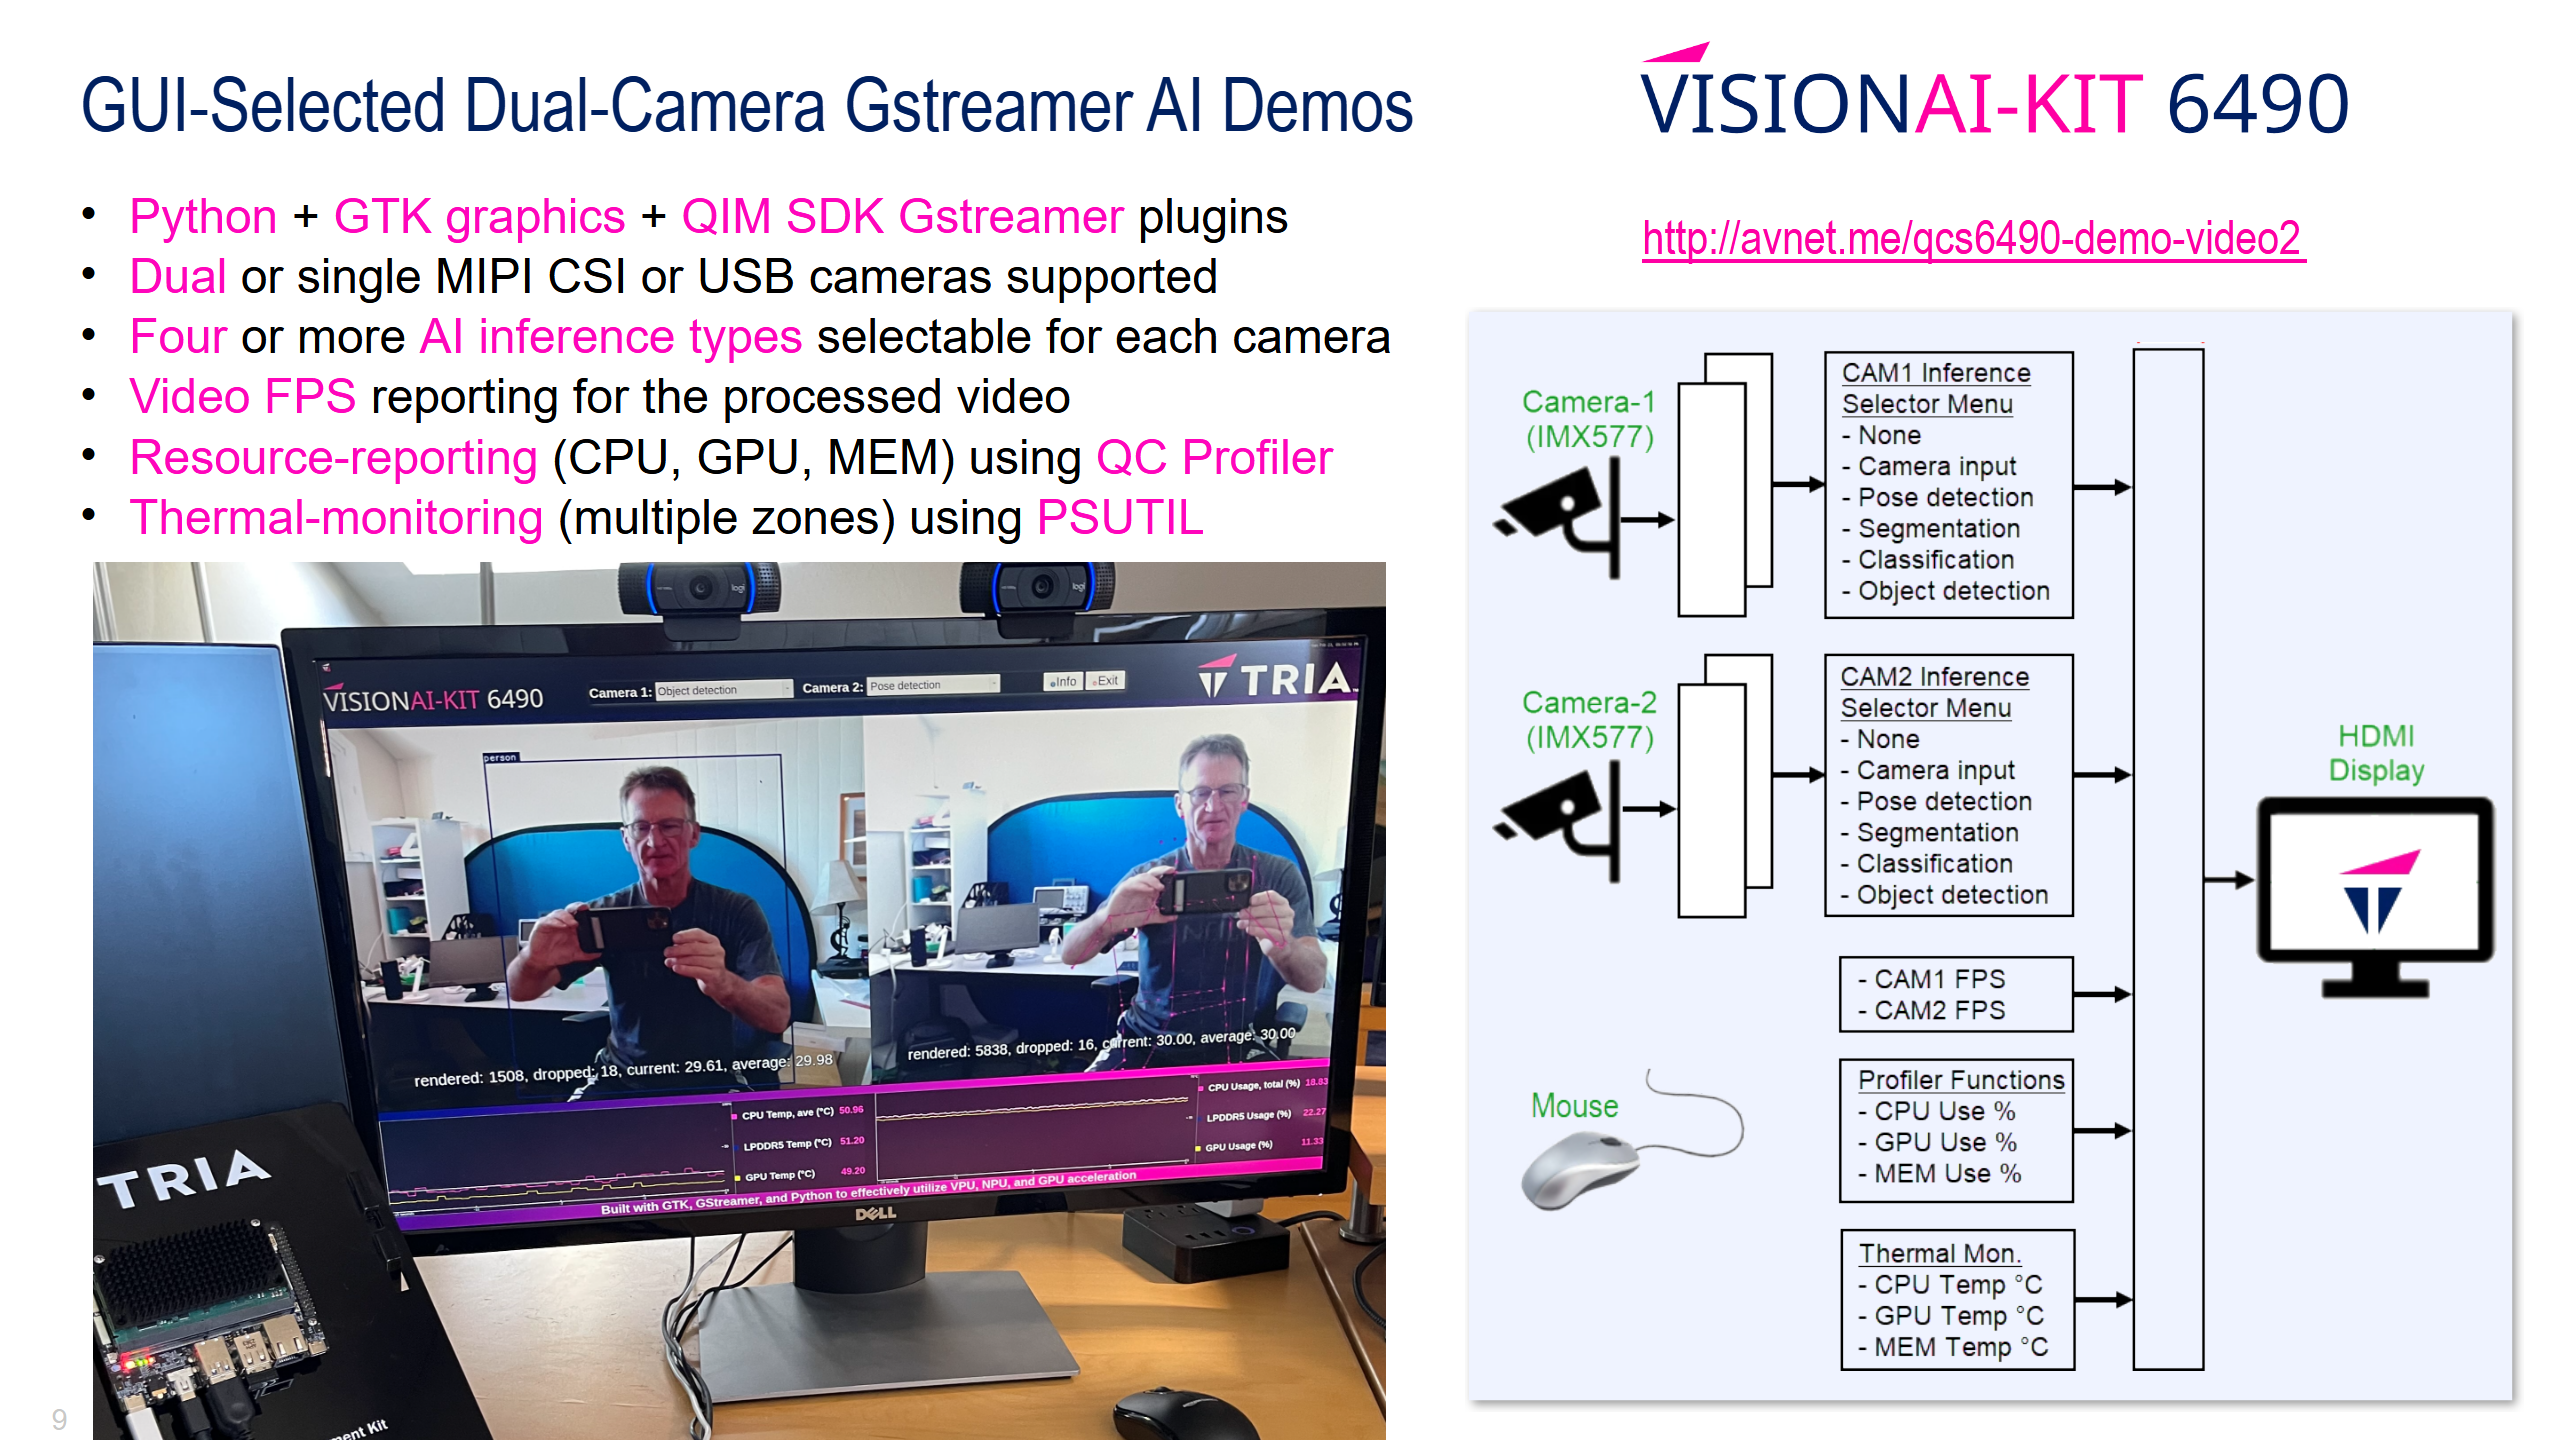 GUI-Selected Dual-Camera Gstreamer AI Demos
VISIONAI-KIT 6490
• Python + GTK graphics + QIM SDK Gstreamer plugins
• Dual or single MIPI CSI or USB cameras supported
• Four or more AI inference types selectable for each camera
• Video FPS reporting for the processed video
• Resource-reporting (CPU, GPU, MEM) using QC Profiler
• Thermal-monitoring (multiple zones) using PSUTIL
http://avnet.me/qcs6490-demo-video2
logi
logi
VISIONAI-KIT 6490
Camera 1: Object detection
Camera 2: Pose detection
Info
Exit
TRIA
person
rendered: 1508, dropped: 18, current: 29.61, average: 29.98
rendered: 5838, dropped: 16, current: 30.00, average: 30.00
CPU Temp, ave (°C) 50.96
LPDDR5 Temp (°C) 51.20
GPU Temp (°C) 49.20
CPU Usage, total (%) 18.83
LPDDR5 Usage (%) 22.27
GPU Usage (%) 11.33
Built with GTK, GStreamer, and Python to effectively utilize VPU, NPU, and GPU acceleration
DELL
TRIA
ment Kit
Camera-1
(IMX577)
CAM1 Inference
Selector Menu
- None
- Camera input
- Pose detection
- Segmentation
- Classification
- Object detection
Camera-2
(IMX577)
CAM2 Inference
Selector Menu
- None
- Camera input
- Pose detection
- Segmentation
- Classification
- Object detection
- CAM1 FPS
- CAM2 FPS
Mouse
Profiler Functions
- CPU Use %
- GPU Use %
- MEM Use %
Thermal Mon.
- CPU Temp °C
- GPU Temp °C
- MEM Temp °C
HDMI
Display
9